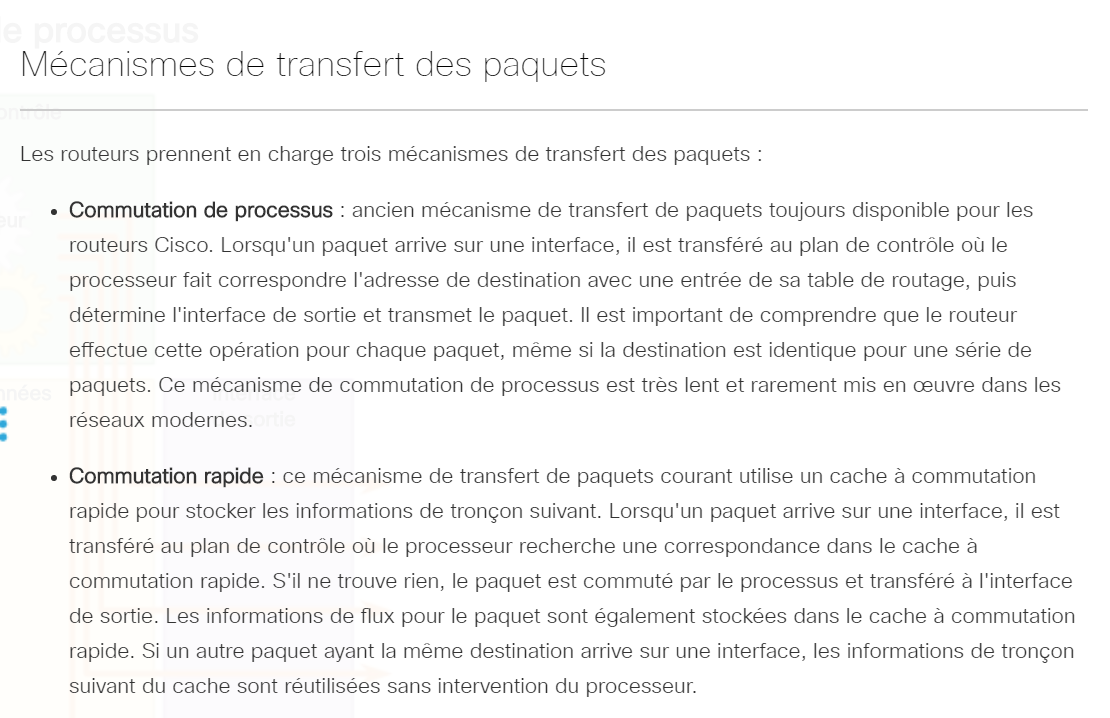 e processus
Mécanismes de transfert des paquets
ontrôle
Les routeurs prennent en charge trois mécanismes de transfert des paquets :
• Commutation de processus : ancien mécanisme de transfert de paquets toujours disponible pour les
eur
routeurs Cisco. Lorsqu'un paquet arrive sur une interface, il est transféré au plan de contrôle où le
processeur fait correspondre l'adresse de destination avec une entrée de sa table de routage, puis
détermine l'interface de sortie et transmet le paquet. Il est important de comprendre que le routeur
effectue cette opération pour chaque paquet, même si la destination est identique pour une série de
paquets. Ce mécanisme de commutation de processus est très lent et rarement mis en œuvre dans les
nnées
Interface
réseaux modernes.
sortie
• Commutation rapide : ce mécanisme de transfert de paquets courant utilise un cache à commutation
rapide pour stocker les informations de tronçon suivant. Lorsqu'un paquet arrive sur une interface, il est
transféré au plan de contrôle où le processeur recherche une correspondance dans le cache à
commutation rapide. S'il ne trouve rien, le paquet est commuté par le processus et transféré à l'interface
de sortie. Les informations de flux pour le paquet sont également stockées dans le cache à commutation
rapide. Si un autre paquet ayant la même destination arrive sur une interface, les informations de tronçon
suivant du cache sont réutilisées sans intervention du processeur.